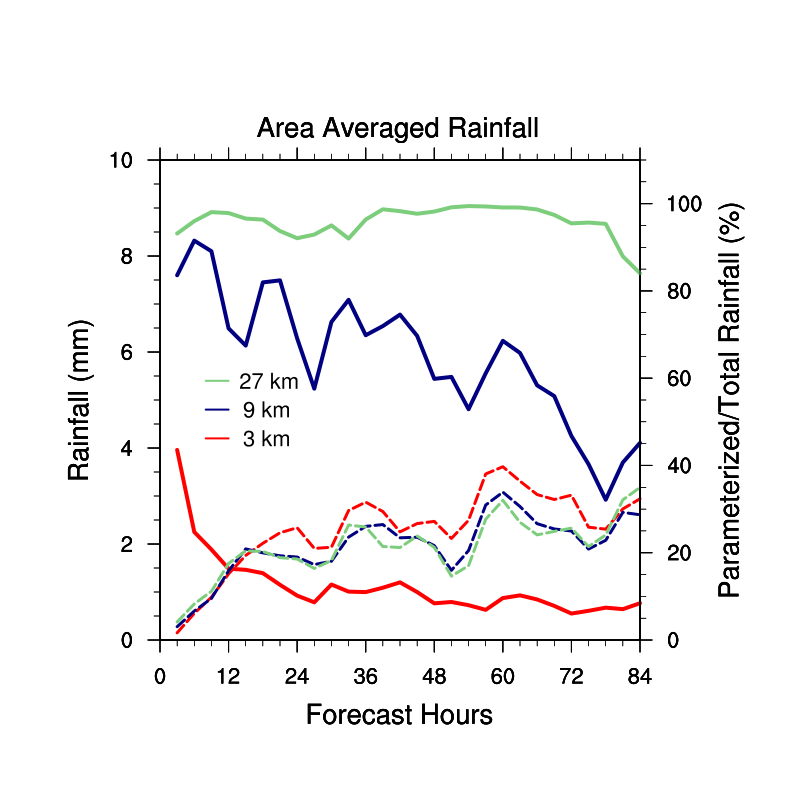 Area Averaged Rainfall
10
8
6
4
2
0
Rainfall (mm)
27 km
9 km
3 km
100
80
60
40
20
0
Parameterized/Total Rainfall (%)
0 12 24 36 48 60 72 84
Forecast Hours